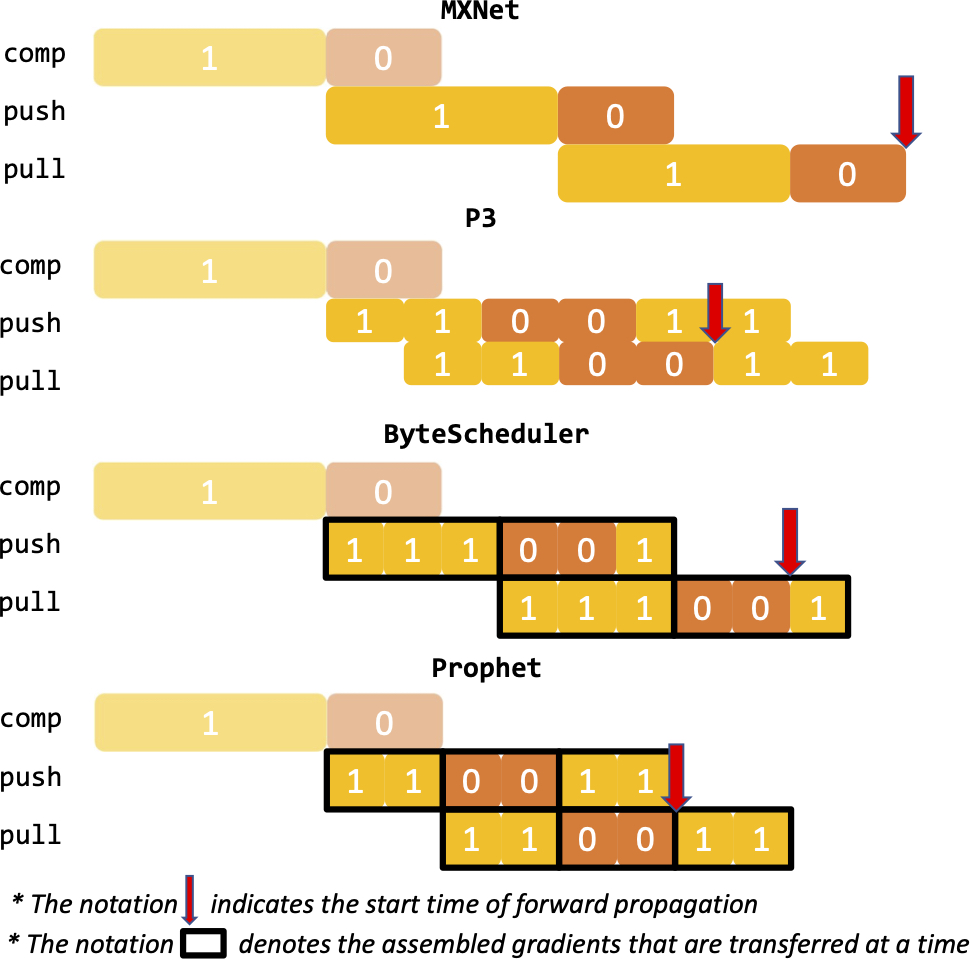 MXNet
comp 1 0
push 1 0
pull 1 0
P3
comp 1 0
push 1 1 0 0 1 1
pull 1 1 0 0 1 1
ByteScheduler
comp 1 0
push 1 1 1 0 0 1
pull 1 1 1 0 0 1
Prophet
comp 1 0
push 1 1 0 0 1 1
pull 1 1 0 0 1 1
* The notation indicates the start time of forward propagation
* The notation denotes the assembled gradients that are transferred at a time